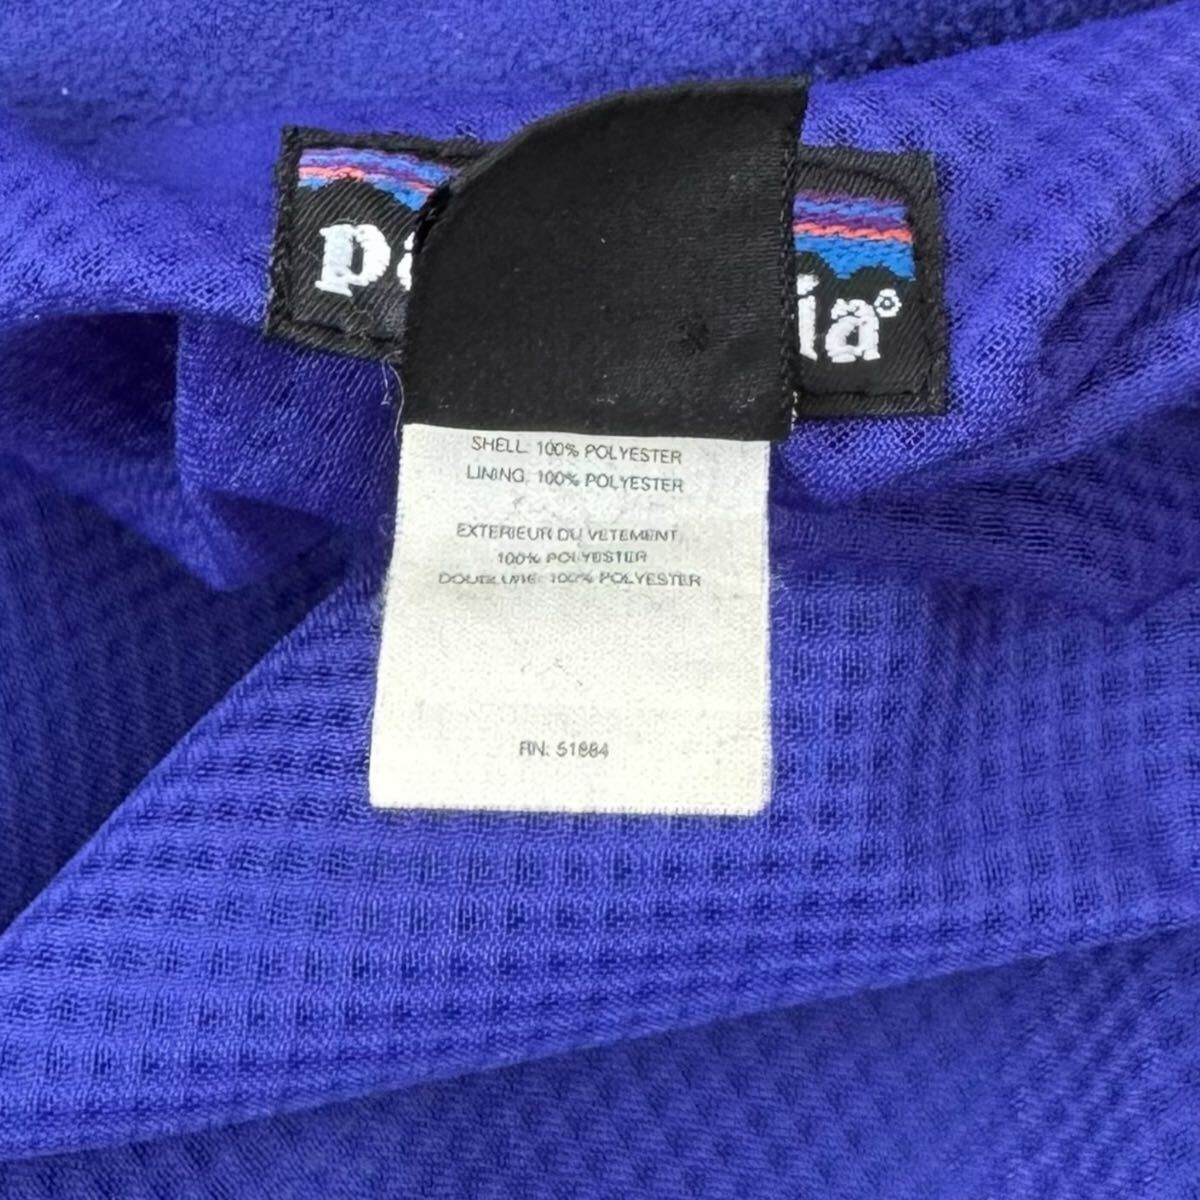 pa
ia®
SHELL: 100% POLYESTER
LINING: 100% POLYESTER
EXTERIEUR DU VETEMENT
100% POLYESTER
DOUBLURE: 100% POLYESTER
RN: 51884